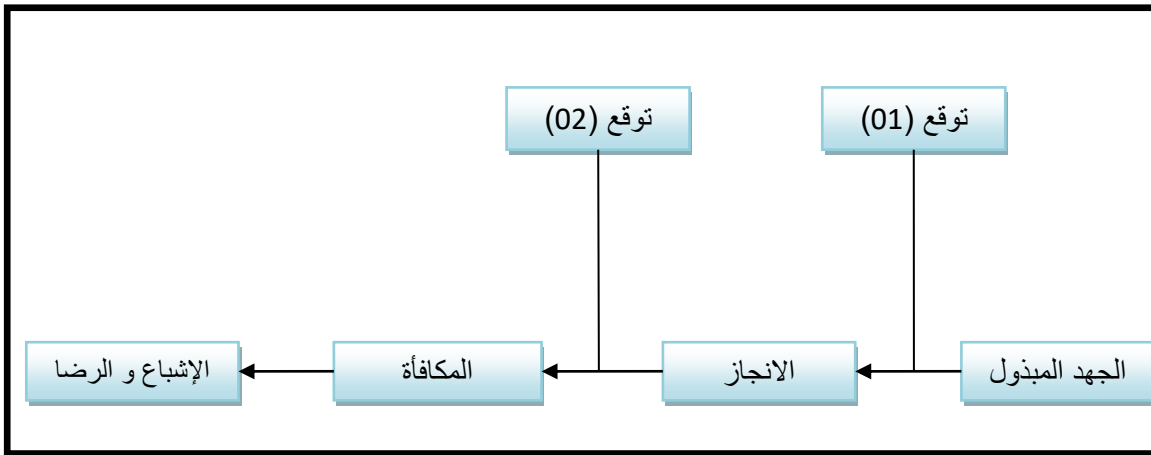 توقع (01)
توقع (02)
الجهد المبذول
الانجاز
المكافأة
الإشباع و الرضا